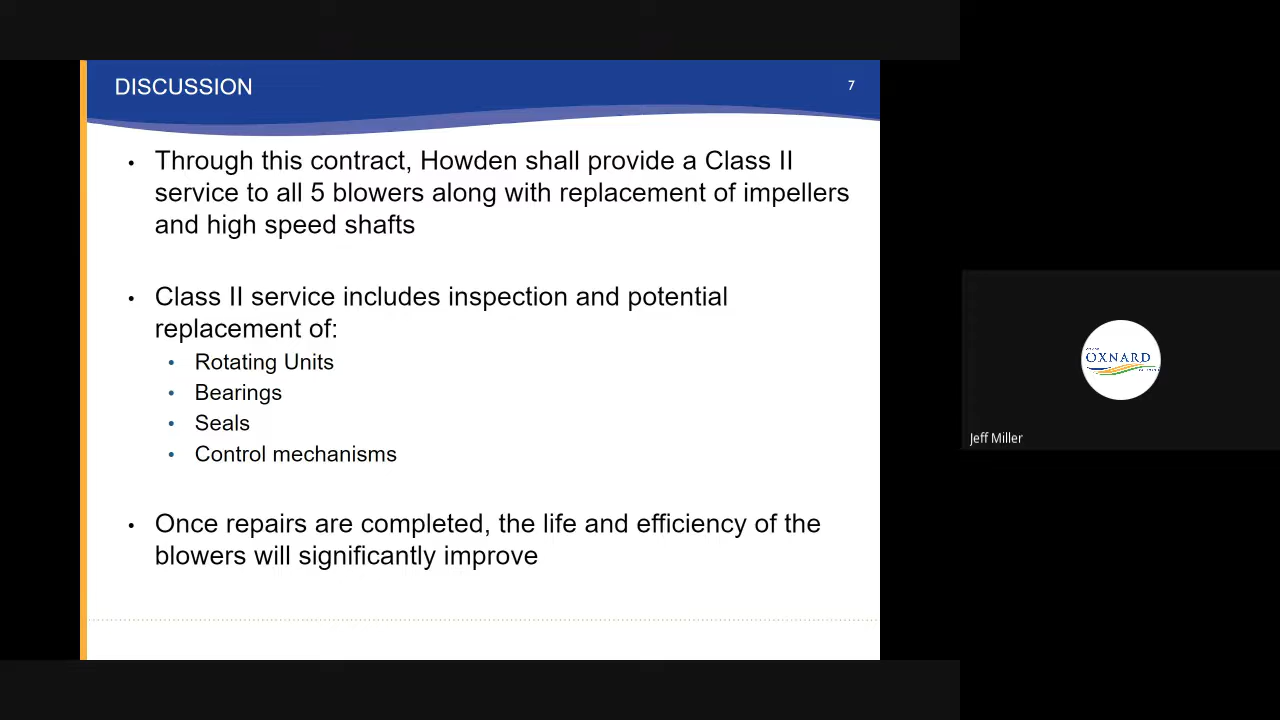 DISCUSSION
7
• Through this contract, Howden shall provide a Class II
service to all 5 blowers along with replacement of impellers
and high speed shafts
• Class II service includes inspection and potential
replacement of:
• Rotating Units
• Bearings
• Seals
• Control mechanisms
• Once repairs are completed, the life and efficiency of the
blowers will significantly improve
OXNARD
Jeff Miller